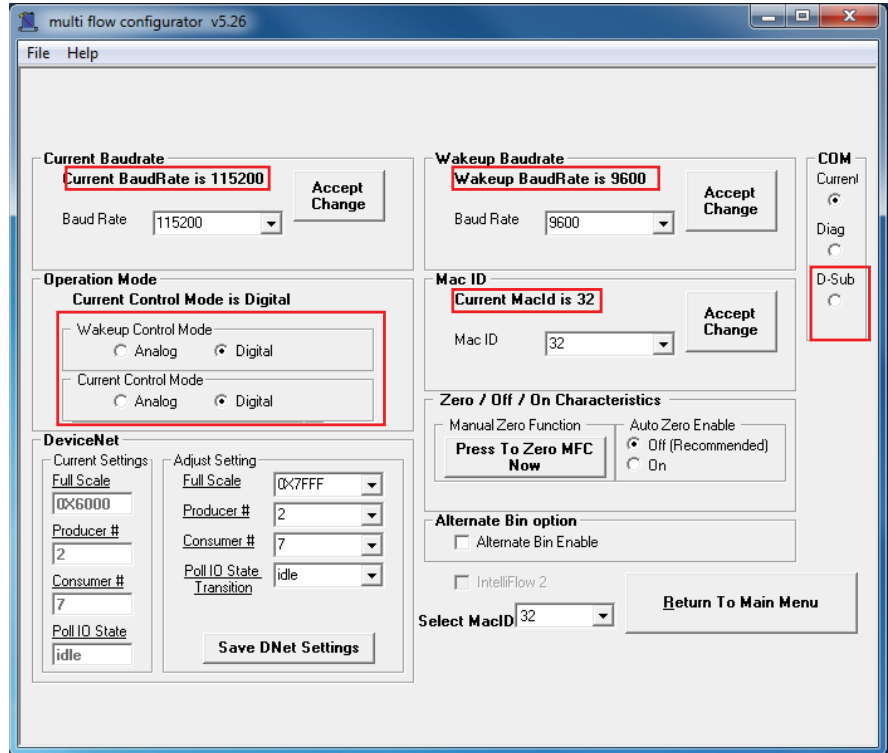 multi flow configurator v5.26
File Help
Current Baudrate
Current BaudRate is 115200
Baud Rate
115200
Accept
Change
Wakeup Baudrate
Wakeup BaudRate is 9600
Baud Rate
9600
Accept
Change
COM
Current
Diag
D-Sub
Operation Mode
Current Control Mode is Digital
Wakeup Control Mode
Analog Digital
Current Control Mode
Analog Digital
Mac ID
Current MacId is 32
Mac ID
32
Accept
Change
Zero / Off / On Characteristics
Manual Zero Function
Press To Zero MFC
Now
Auto Zero Enable
Off (Recommended)
On
DeviceNet
Current Settings
Full Scale
0X6000
Producer #
2
Consumer #
7
Poll IO State
idle
Adjust Setting
Full Scale
0X7FFF
Producer #
2
Consumer #
7
Poll IO State
Transition
idle
Save DNet Settings
Alternate Bin option
Alternate Bin Enable
IntelliFlow 2
Select MacID
32
Return To Main Menu